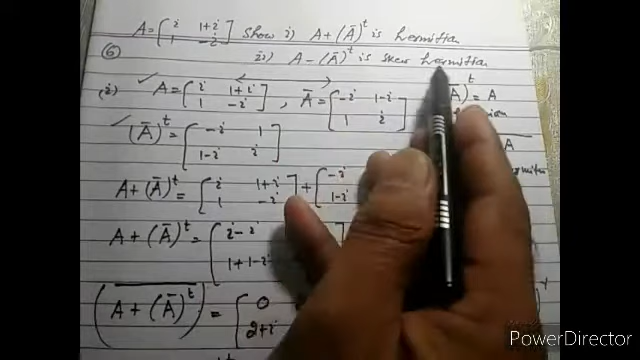 A = [i 1+i
1 -i] show i) A + (Ā)ᵗ is hermitian
⑥ ii) A - (Ā)ᵗ is skew hermitian
(i) A = [i 1+i
1 -i] , Ā = [-i 1-i
1 i] A)ᵗ = A
(Ā)ᵗ = [-i 1
1-i i] A
A + (Ā)ᵗ = [i 1+i
1 -i] + [-i
1-i
A + (Ā)ᵗ = [i-i
1+1-i
(A + (Ā)ᵗ) = [0
2+i
PowerDirector